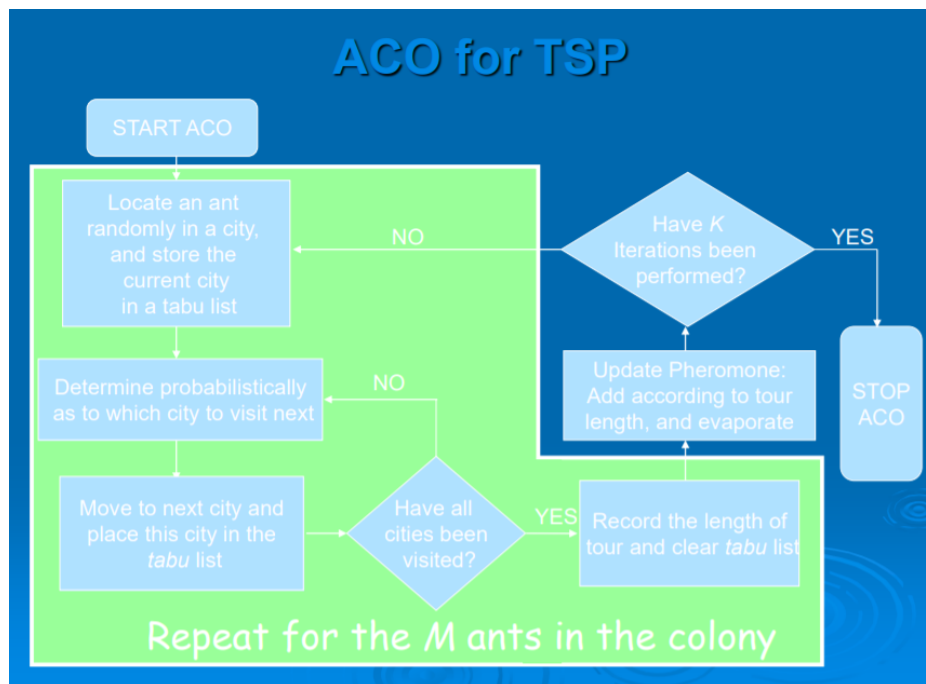 ACO for TSP
START ACO
Locate an ant
randomly in a city,
and store the
current city
in a tabu list
NO
Have K
Iterations been
performed?
YES
Determine probabilistically
as to which city to visit next
NO
Update Pheromone:
Add according to tour
length, and evaporate
STOP
ACO
Move to next city and
place this city in the
tabu list
Have all
cities been
visited?
YES
Record the length of
tour and clear tabu list
Repeat for the M ants in the colony